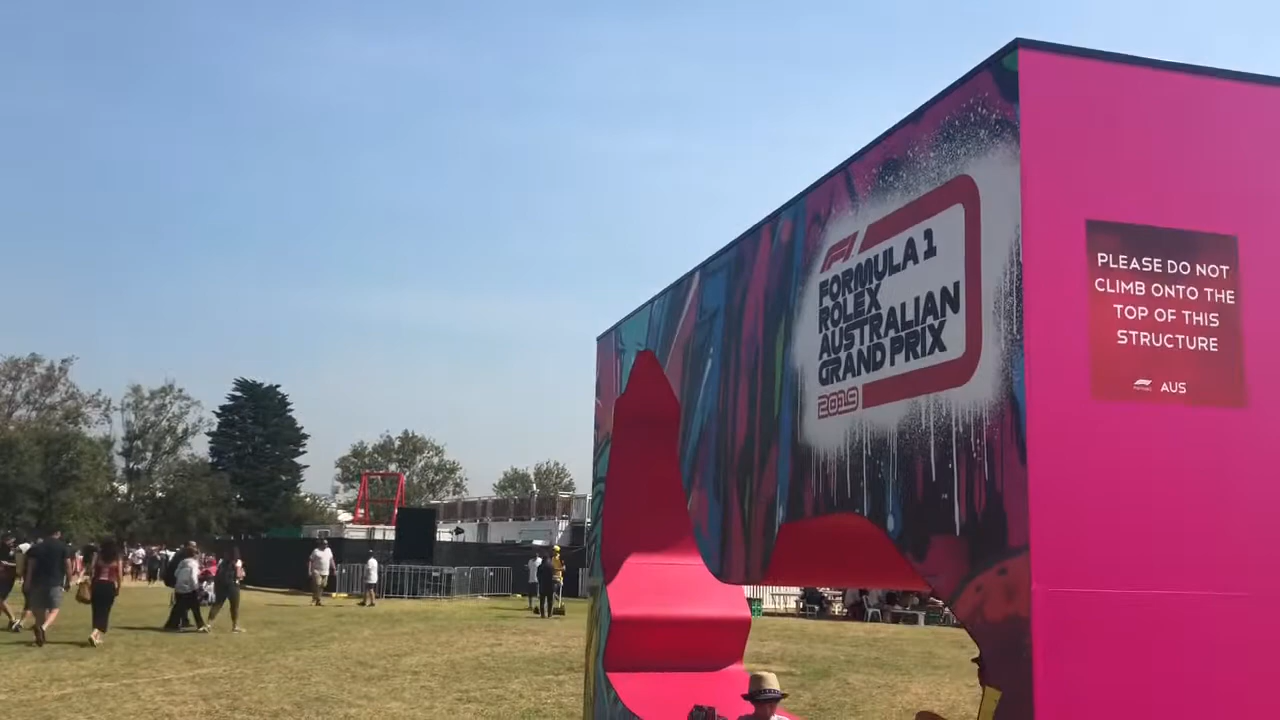 F1
FORMULA 1
ROLEX
AUSTRALIAN
GRAND PRIX
2019
PLEASE DO NOT
CLIMB ONTO THE
TOP OF THIS
STRUCTURE
AUS